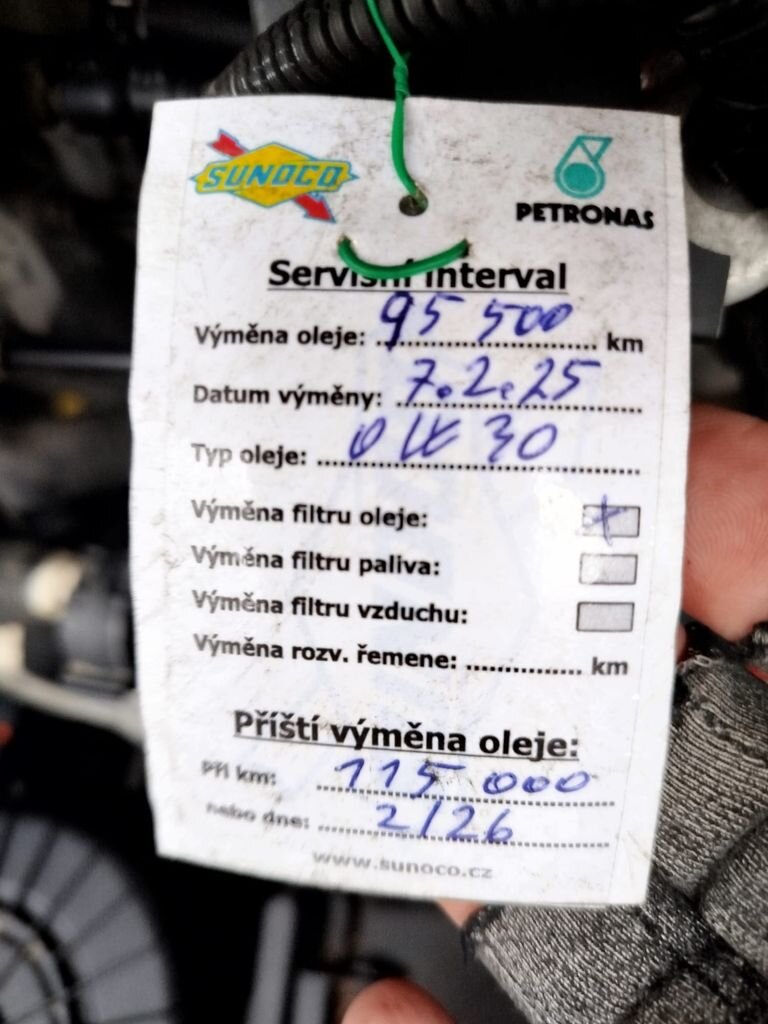 SUNOCO
PETRONAS
Servisní interval
Výměna oleje: 95 500 km
Datum výměny: 7.2.25
Typ oleje: 0W30
Výměna filtru oleje: x
Výměna filtru paliva:
Výměna filtru vzduchu:
Výměna rozv. řemene: ............... km
Příští výměna oleje:
Při km: 115 000
nebo dne: 2/26
www.sunoco.cz